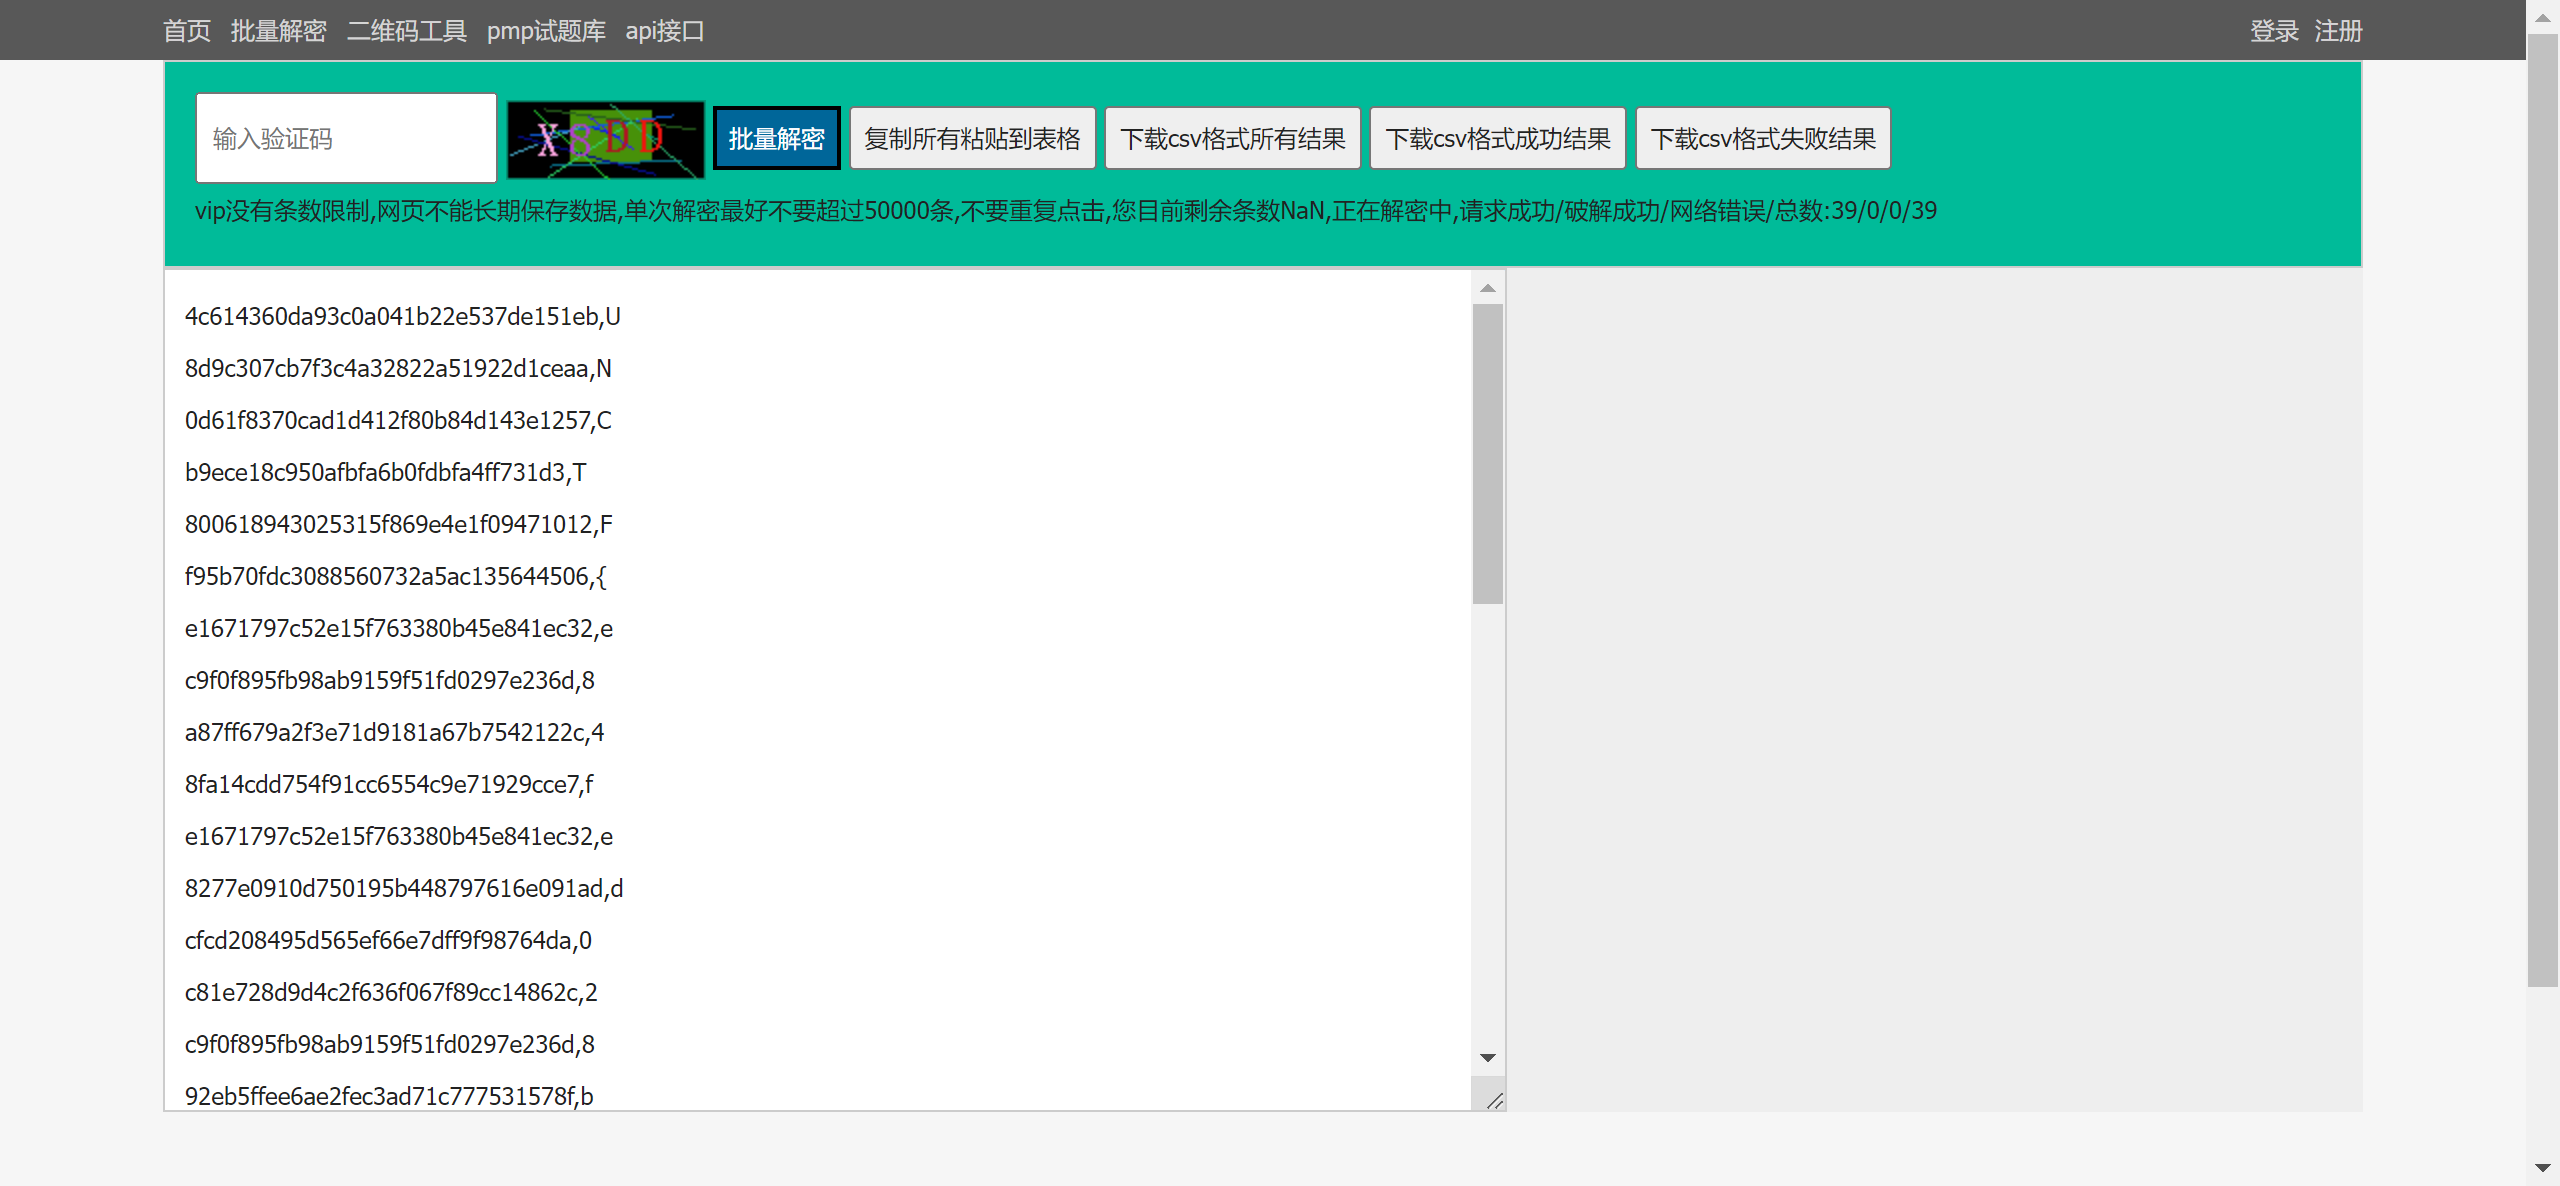 首页 批量解密 二维码工具 pmp试题库 api接口 登录 注册
输入验证码 X8DD 批量解密 复制所有粘贴到表格 下载csv格式所有结果 下载csv格式成功结果 下载csv格式失败结果
vip没有条数限制,网页不能长期保存数据,单次解密最好不要超过50000条,不要重复点击,您目前剩余条数NaN,正在解密中,请求成功/破解成功/网络错误/总数:39/0/0/39
4c614360da93c0a041b22e537de151eb,U
8d9c307cb7f3c4a32822a51922d1ceaa,N
0d61f8370cad1d412f80b84d143e1257,C
b9ece18c950afbfa6b0fdbfa4ff731d3,T
800618943025315f869e4e1f09471012,F
f95b70fdc3088560732a5ac135644506,{
e1671797c52e15f763380b45e841ec32,e
c9f0f895fb98ab9159f51fd0297e236d,8
a87ff679a2f3e71d9181a67b7542122c,4
8fa14cdd754f91cc6554c9e71929cce7,f
e1671797c52e15f763380b45e841ec32,e
8277e0910d750195b448797616e091ad,d
cfcd208495d565ef66e7dff9f98764da,0
c81e728d9d4c2f636f067f89cc14862c,2
c9f0f895fb98ab9159f51fd0297e236d,8
92eb5ffee6ae2fec3ad71c777531578f,b